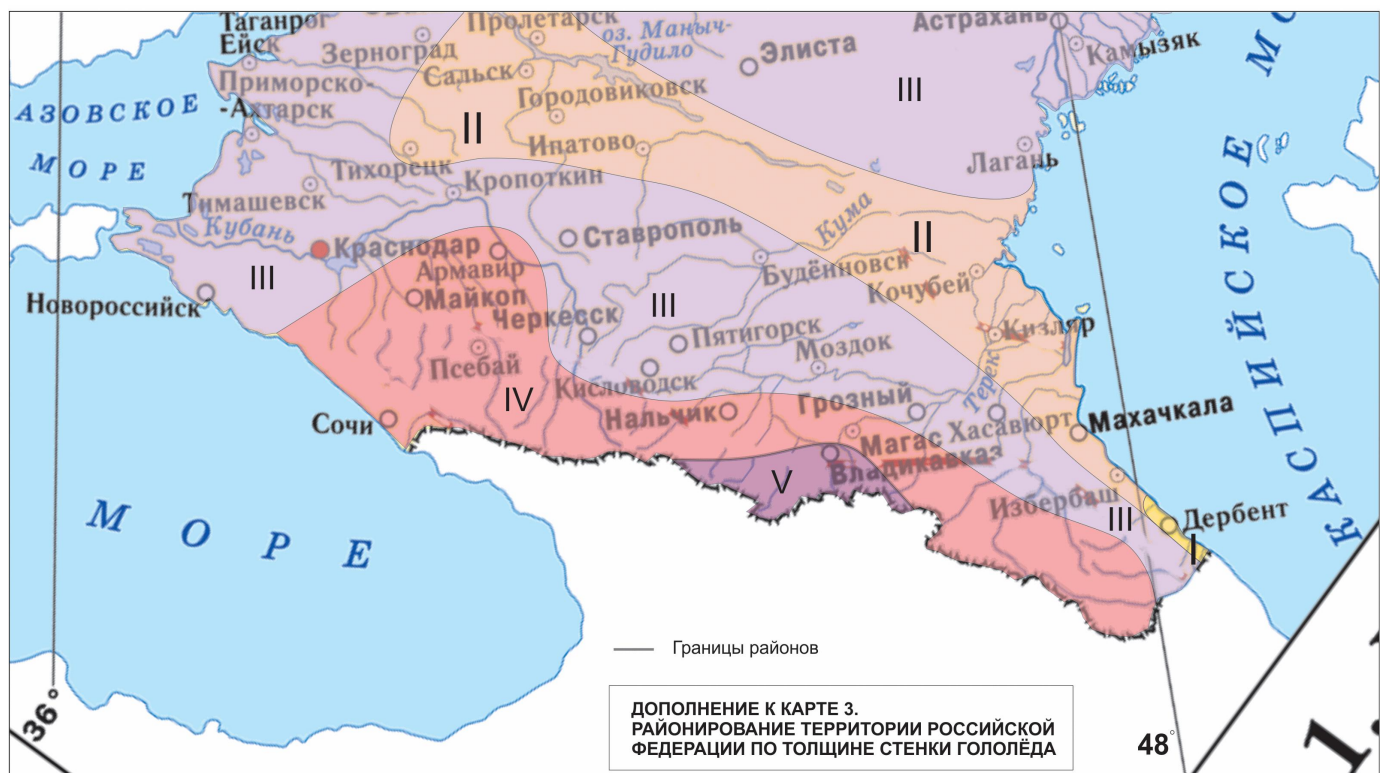 Таганрог
Пролетарск
оз. Маныч-
Гудило
Астрахань
Ейск
Зерноград
Элиста
Камызяк
Приморско-
-Ахтарск
Сальск
Городовиковск
III
АЗОВСКОЕ
МОРЕ
II
Ипатово
Лагань
Тихорецк
Кропоткин
Тимашевск
Кубань
Краснодар
Ставрополь
Кума
II
Армавир
Будённовск
III
Майкоп
Кочубей
Новороссийск
Черкесск
III
Пятигорск
Кизляр
Моздок
Псебай
Кисловодск
Терек
IV
Нальчик
Грозный
Сочи
Магас
Хасавюрт
Махачкала
Владикавказ
V
Избербаш
III
Дербент
I
КАСПИЙСКОЕ МО
МОРЕ
Границы районов
ДОПОЛНЕНИЕ К КАРТЕ 3.
РАЙОНИРОВАНИЕ ТЕРРИТОРИИ РОССИЙСКОЙ
ФЕДЕРАЦИИ ПО ТОЛЩИНЕ СТЕНКИ ГОЛОЛЁДА
36°
48°